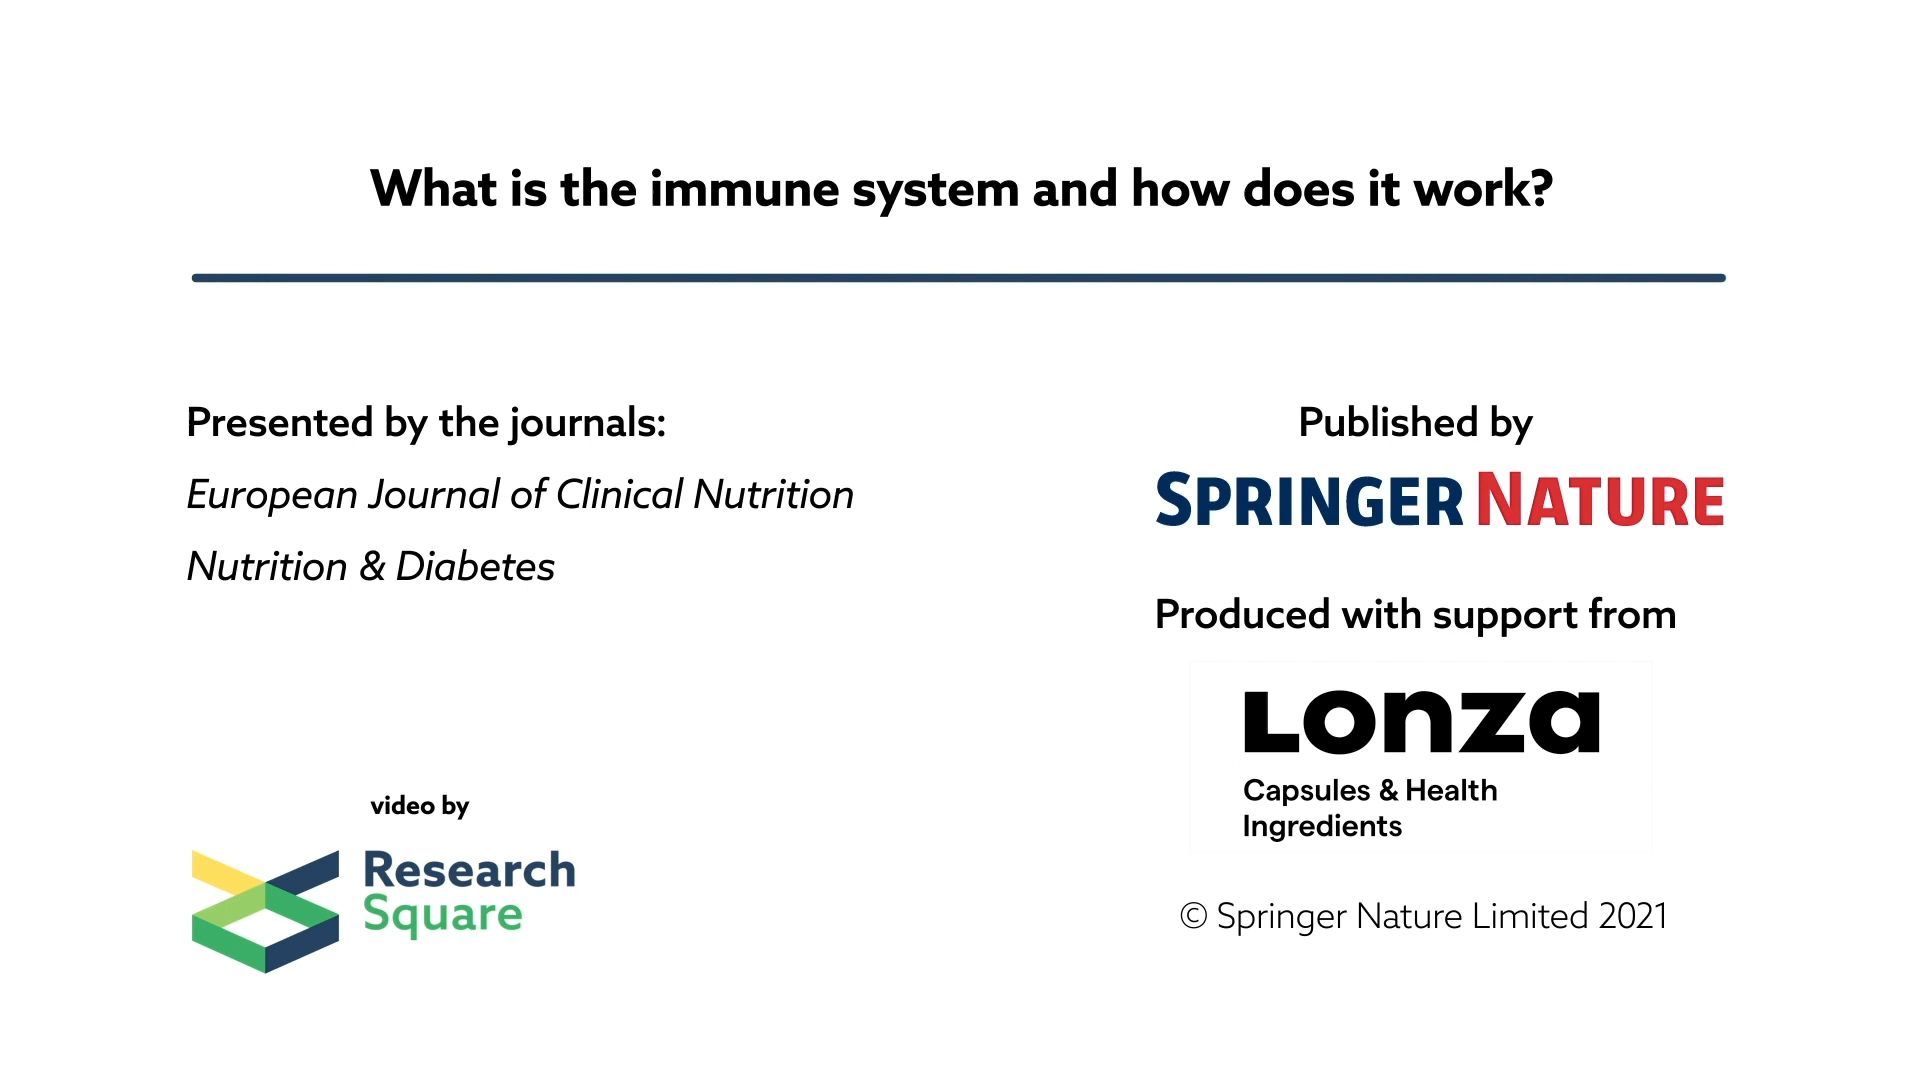 What is the immune system and how does it work?
Presented by the journals:
European Journal of Clinical Nutrition
Nutrition & Diabetes
Published by
SPRINGER NATURE
Produced with support from
Lonza
Capsules & Health
Ingredients
© Springer Nature Limited 2021
video by
Research
Square